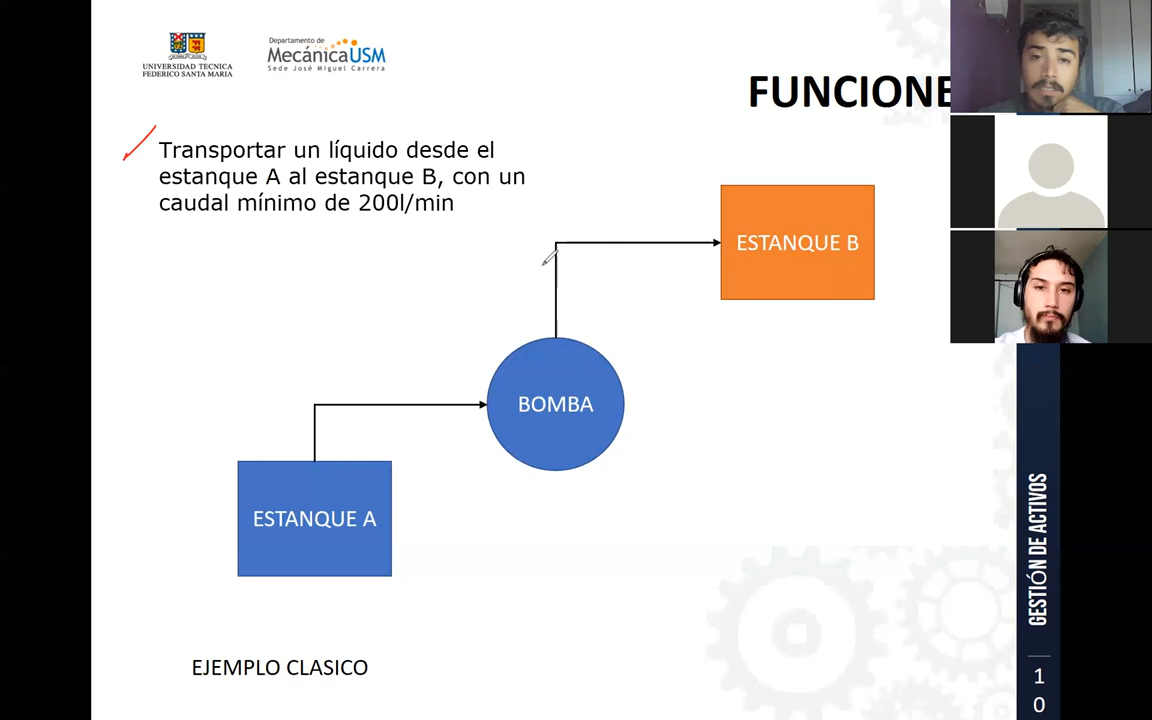 UNIVERSIDAD TECNICA
FEDERICO SANTA MARIA
Departamento de
MecánicaUSM
Sede José Miguel Carrera
FUNCIONE
Transportar un líquido desde el
estanque A al estanque B, con un
caudal mínimo de 200l/min
ESTANQUE B
BOMBA
ESTANQUE A
EJEMPLO CLASICO
GESTIÓN DE ACTIVOS
1
0